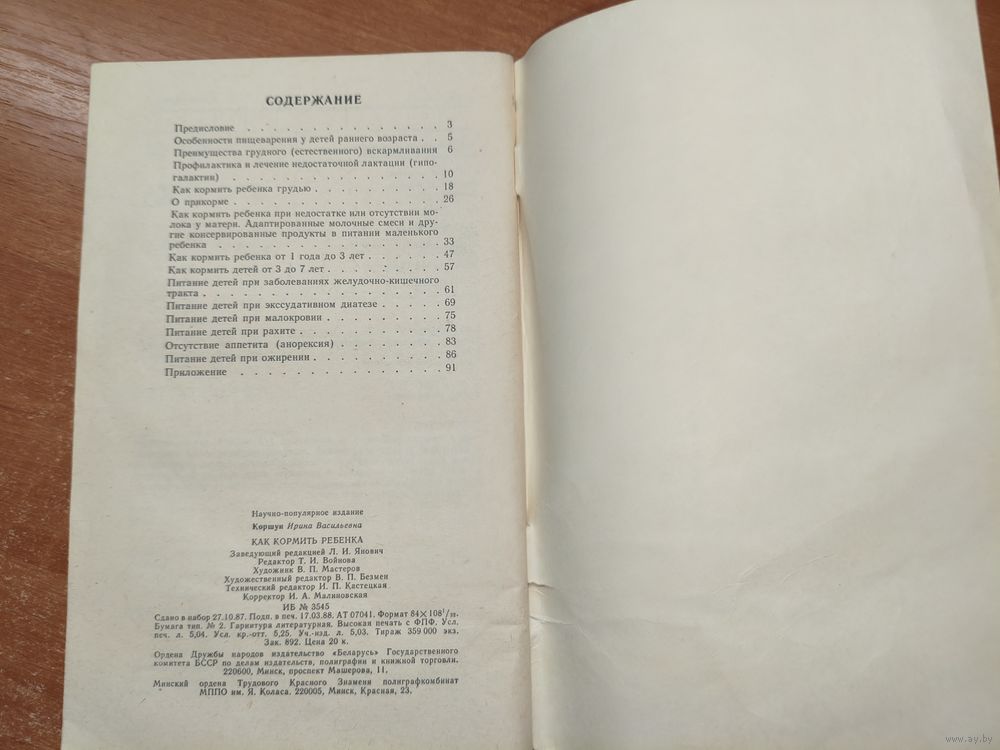 СОДЕРЖАНИЕ
Предисловие . . . . . . . . . . . . . . . 3
Особенности пищеварения у детей раннего возраста . . 5
Преимущества грудного (естественного) вскармливания 6
Профилактика и лечение недостаточной лактации (гипо-
галактии) . . . . . . . . . . . . . . . 10
Как кормить ребенка грудью . . . . . . . . . . 18
О прикорме . . . . . . . . . . . . . . . 26
Как кормить ребенка при недостатке или отсутствии мо-
лока у матери. Адаптированные молочные смеси и дру-
гие консервированные продукты в питании маленького
ребенка . . . . . . . . . . . . . . . . 33
Как кормить ребенка от 1 года до 3 лет . . . . . . 47
Как кормить детей от 3 до 7 лет . . . . . . . . . 57
Питание детей при заболеваниях желудочно-кишечного
тракта . . . . . . . . . . . . . . . . . 61
Питание детей при экссудативном диатезе . . . . . 69
Питание детей при малокровии . . . . . . . . . 75
Питание детей при рахите . . . . . . . . . . . 78
Отсутствие аппетита (анорексия) . . . . . . . . 83
Питание детей при ожирении . . . . . . . . . . 86
Приложение . . . . . . . . . . . . . . . 91
Научно-популярное издание
Коршун Ирина Васильевна
КАК КОРМИТЬ РЕБЕНКА
Заведующий редакцией Л. И. Янович
Редактор Т. И. Войнова
Художник В. П. Мастеров
Художественный редактор В. П. Безмен
Технический редактор И. П. Кастецкая
Корректор И. А. Малиновская
ИБ № 3545
Сдано в набор 27.10.87. Подп. в печ. 17.03.88. АТ 07041. Формат 84×108¹/₃₂.
Бумага тип. № 2. Гарнитура литературная. Высокая печать с ФПФ. Усл.
печ. л. 5,04. Усл. кр.-отт. 5,25. Уч.-изд. л. 5,03. Тираж 359 000 экз.
Зак. 892. Цена 20 к.
Ордена Дружбы народов издательство «Беларусь» Государственного
комитета БССР по делам издательств, полиграфии и книжной торговли.
220600, Минск, проспект Машерова, 11.
Минский ордена Трудового Красного Знамени полиграфкомбинат
МППО им. Я. Коласа. 220005, Минск, Красная, 23.
www.ay.by